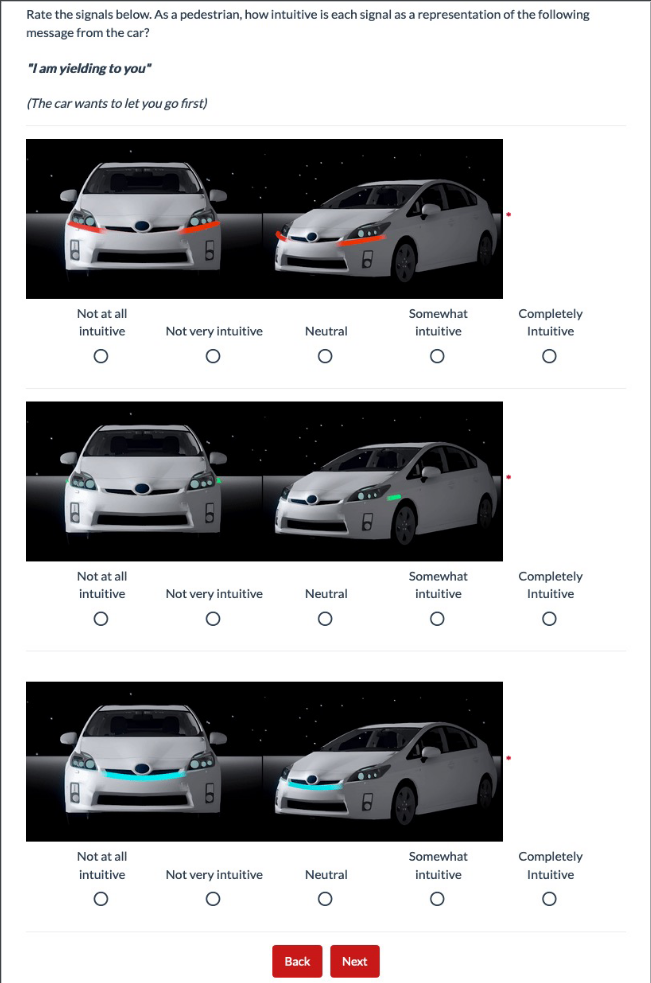 Rate the signals below. As a pedestrian, how intuitive is each signal as a representation of the following
message from the car?
"I am yielding to you"
(The car wants to let you go first)
*
Not at all
intuitive
Not very intuitive
Neutral
Somewhat
intuitive
Completely
Intuitive
*
Not at all
intuitive
Not very intuitive
Neutral
Somewhat
intuitive
Completely
Intuitive
*
Not at all
intuitive
Not very intuitive
Neutral
Somewhat
intuitive
Completely
Intuitive
Back
Next